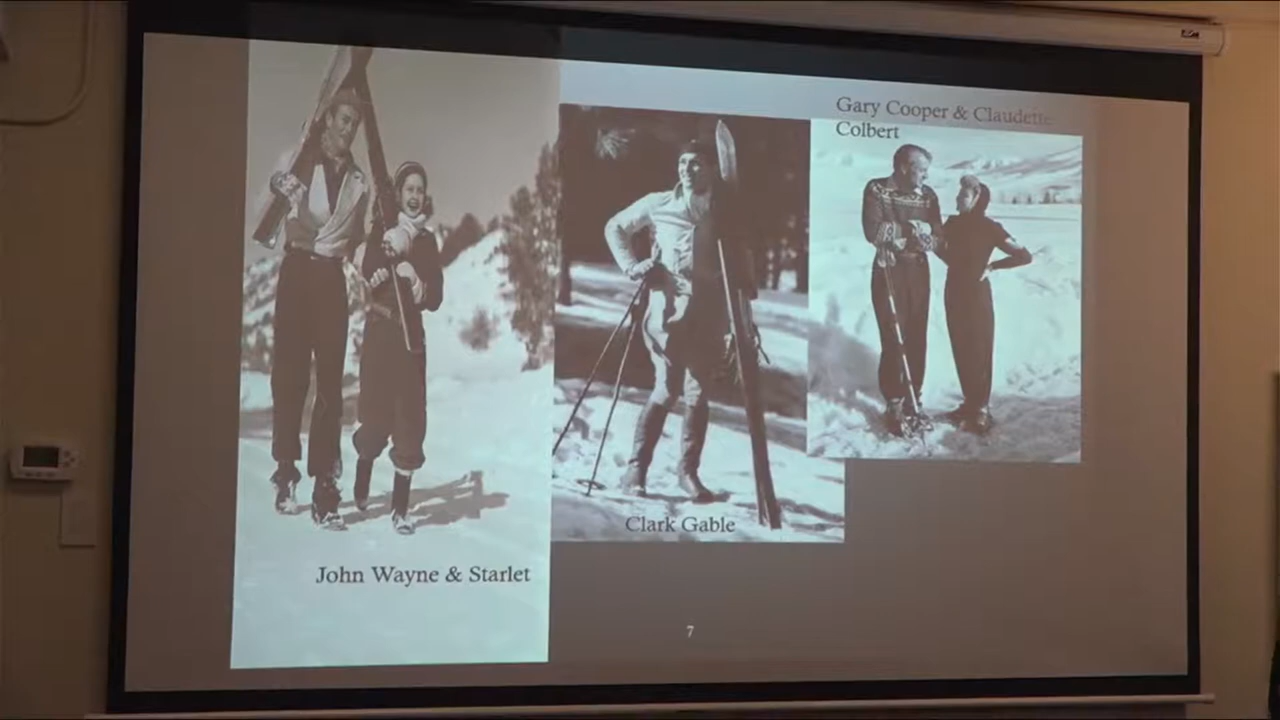 Gary Cooper & Claudette
Colbert
Clark Gable
John Wayne & Starlet
7